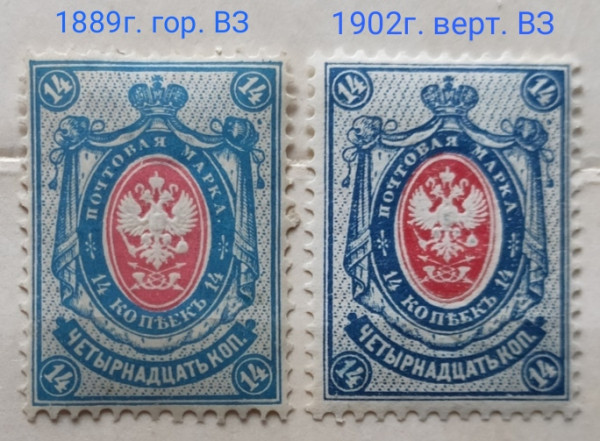 1889г. гор. ВЗ
1902г. верт. ВЗ
14 14
ПОЧТОВАЯ МАРКА
14 КОПѢЕКЪ 14
ЧЕТЫРНАДЦАТЬ КОП.
14 14
14 14
ПОЧТОВАЯ МАРКА
14 КОПѢЕКЪ 14
ЧЕТЫРНАДЦАТЬ КОП.
14 14